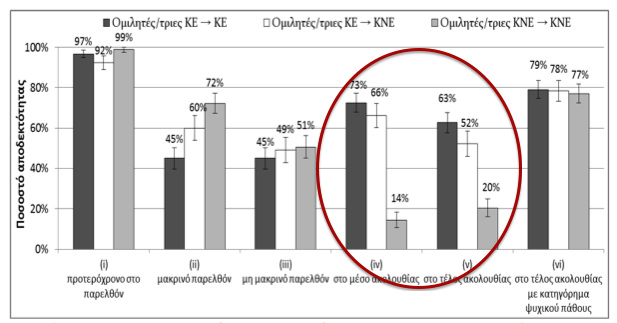 Ομιλητές/τριες ΚΕ → ΚΕ Ομιλητές/τριες ΚΕ → ΚΝΕ Ομιλητές/τριες ΚΝΕ → ΚΝΕ
Ποσοστό αποδεκτότητας
100%
80%
60%
40%
20%
0%
97% 92% 99%
45% 60% 72%
45% 49% 51%
73% 66% 14%
63% 52% 20%
79% 78% 77%
(i)
προτερόχρονο στο
παρελθόν
(ii)
μακρινό παρελθόν
(iii)
μη μακρινό παρελθόν
(iv)
στο μέσο ακολουθίας
(v)
στο τέλος ακολουθίας
(vi)
στο τέλος ακολουθίας
με κατηγόρημα
ψυχικού πάθους